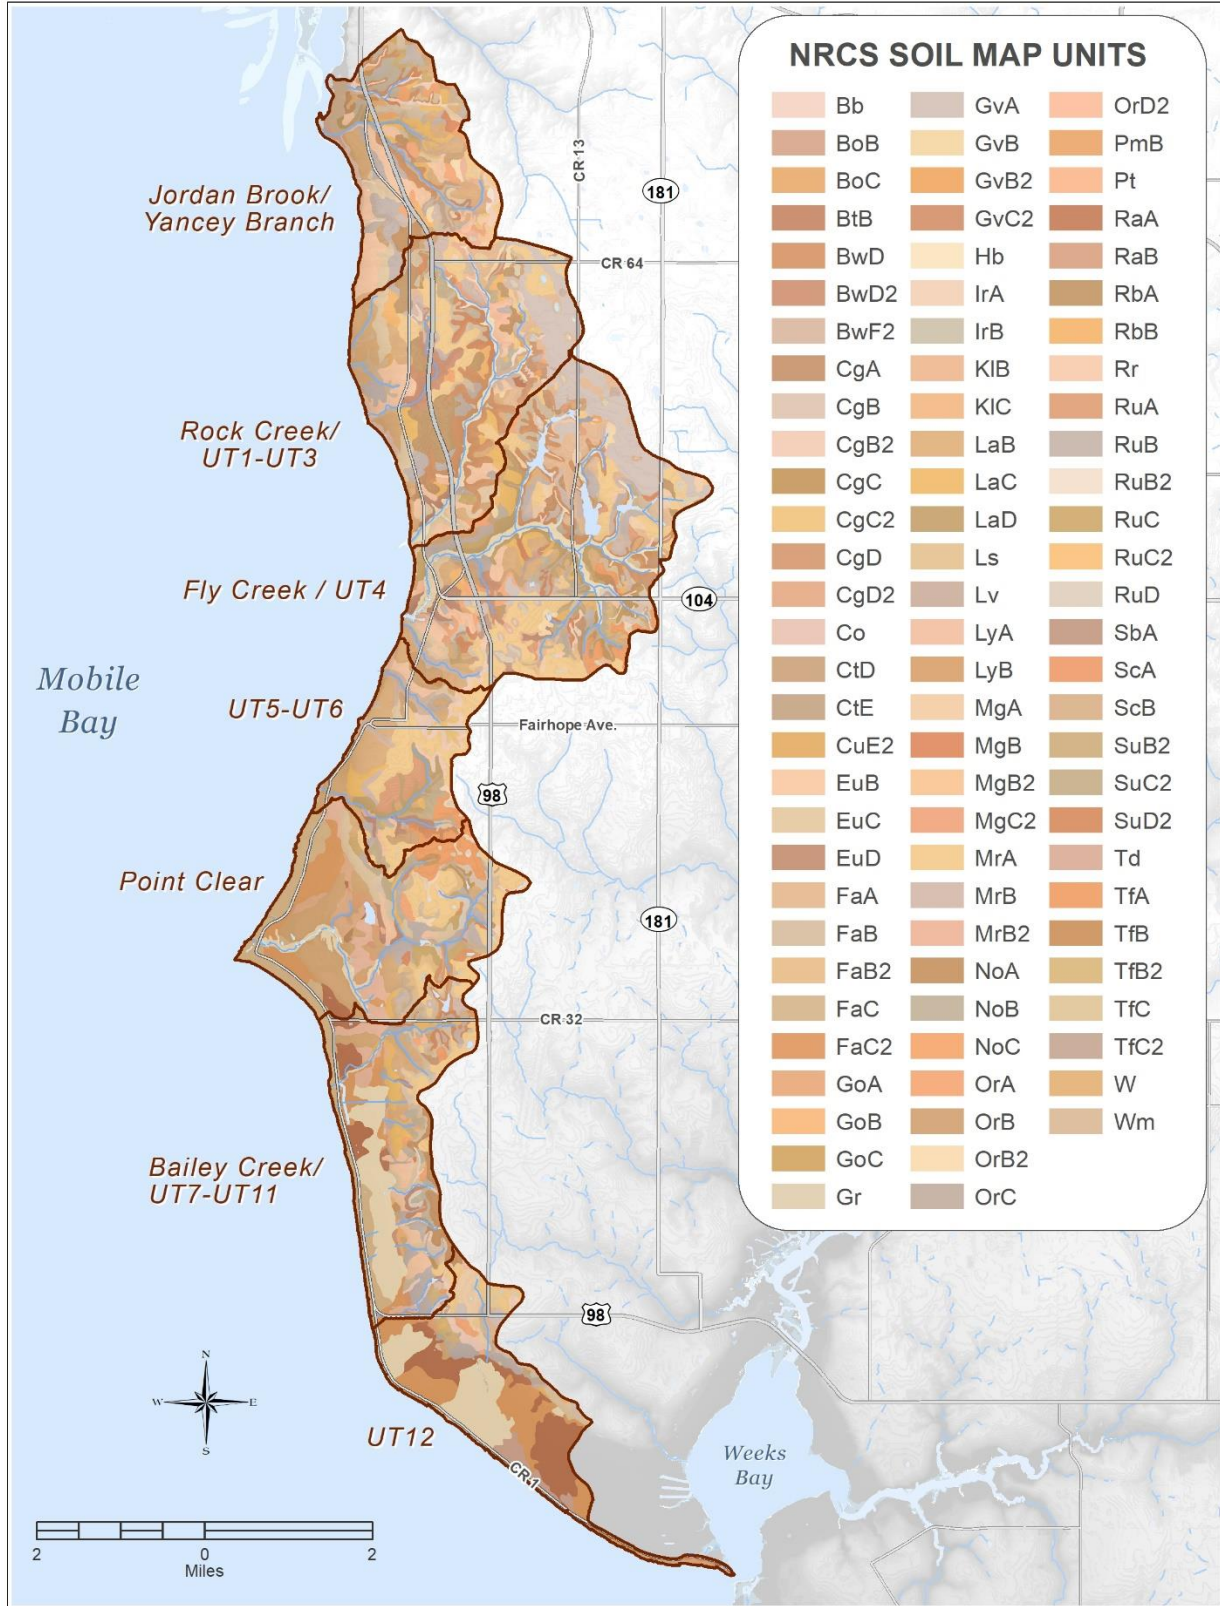 NRCS SOIL MAP UNITS
Bb
BoB
BoC
BtB
BwD
BwD2
BwF2
CgA
CgB
CgB2
CgC
CgC2
CgD
CgD2
Co
CtD
CtE
CuE2
EuB
EuC
EuD
FaA
FaB
FaB2
FaC
FaC2
GoA
GoB
GoC
Gr
GvA
GvB
GvB2
GvC2
Hb
IrA
IrB
KlB
KlC
LaB
LaC
LaD
Ls
Lv
LyA
LyB
MgA
MgB
MgB2
MgC2
MrA
MrB
MrB2
NoA
NoB
NoC
OrA
OrB
OrB2
OrC
OrD2
PmB
Pt
RaA
RaB
RbA
RbB
Rr
RuA
RuB
RuB2
RuC
RuC2
RuD
SbA
ScA
ScB
SuB2
SuC2
SuD2
Td
TfA
TfB
TfB2
TfC
TfC2
W
Wm
Jordan Brook/
Yancey Branch
CR 13
181
CR 64
Rock Creek/
UT1-UT3
Fly Creek / UT4
104
Mobile
Bay
UT5-UT6
Fairhope Ave.
98
Point Clear
181
CR 32
Bailey Creek/
UT7-UT11
98
UT12
CR 1
Weeks
Bay
N
W
E
S
2
0
2
Miles